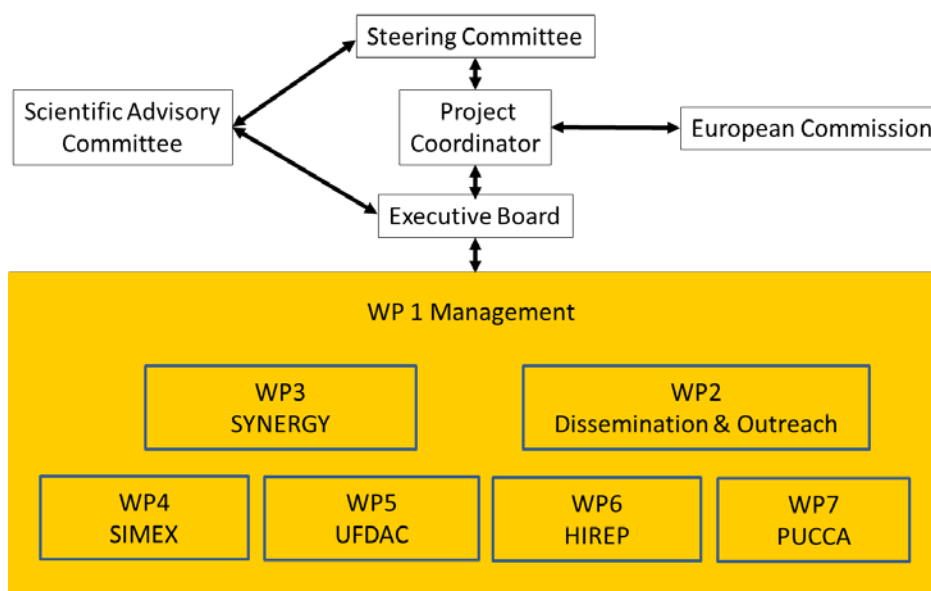 Steering Committee
Scientific Advisory
Committee
Project
Coordinator
European Commission
Executive Board
WP 1 Management
WP3
SYNERGY
WP2
Dissemination & Outreach
WP4
SIMEX
WP5
UFDAC
WP6
HIREP
WP7
PUCCA